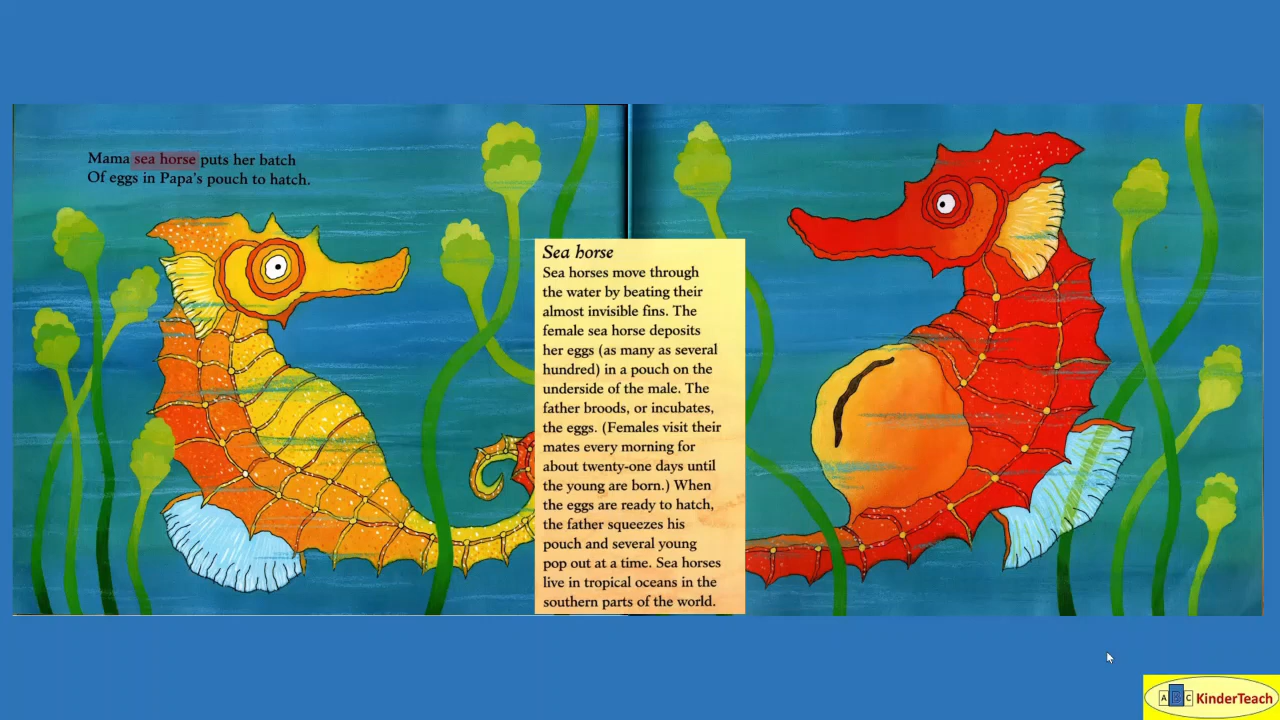 Mama sea horse puts her batch
Of eggs in Papa's pouch to hatch.
Sea horse
Sea horses move through
the water by beating their
almost invisible fins. The
female sea horse deposits
her eggs (as many as several
hundred) in a pouch on the
underside of the male. The
father broods, or incubates,
the eggs. (Females visit their
mates every morning for
about twenty-one days until
the young are born.) When
the eggs are ready to hatch,
the father squeezes his
pouch and several young
pop out at a time. Sea horses
live in tropical oceans in the
southern parts of the world.
ABC KinderTeach